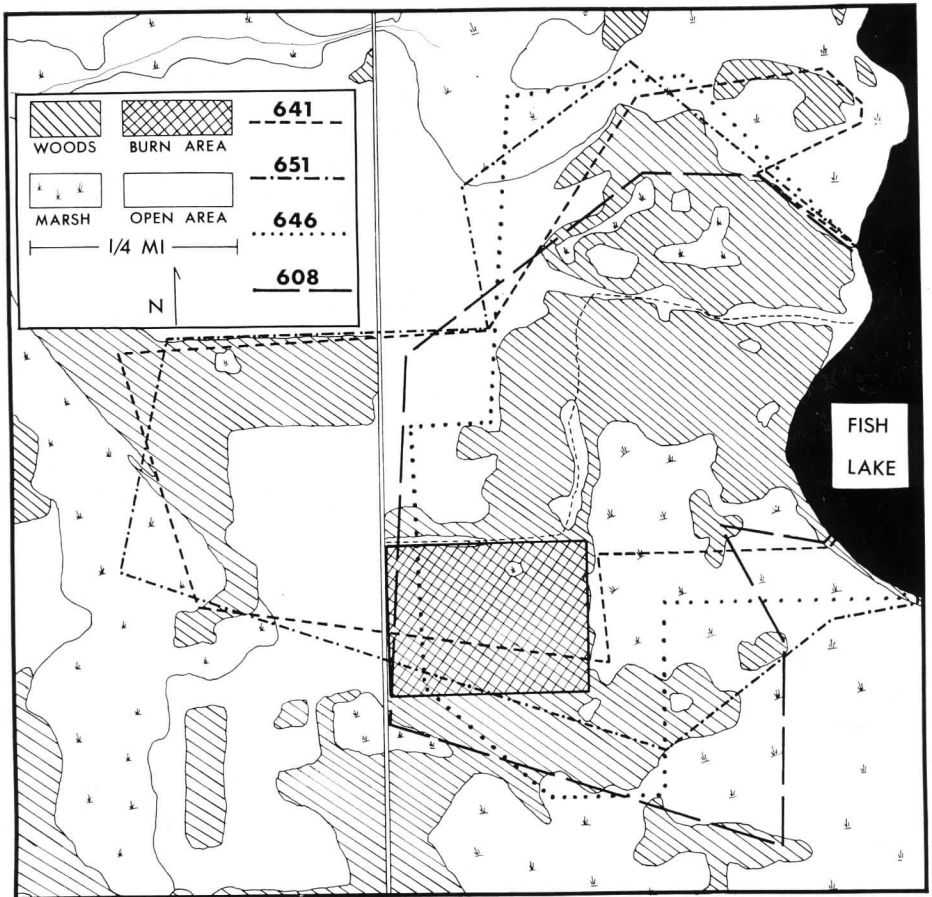 641
WOODS BURN AREA
651
MARSH OPEN AREA
646
1/4 MI
608
N
FISH
LAKE